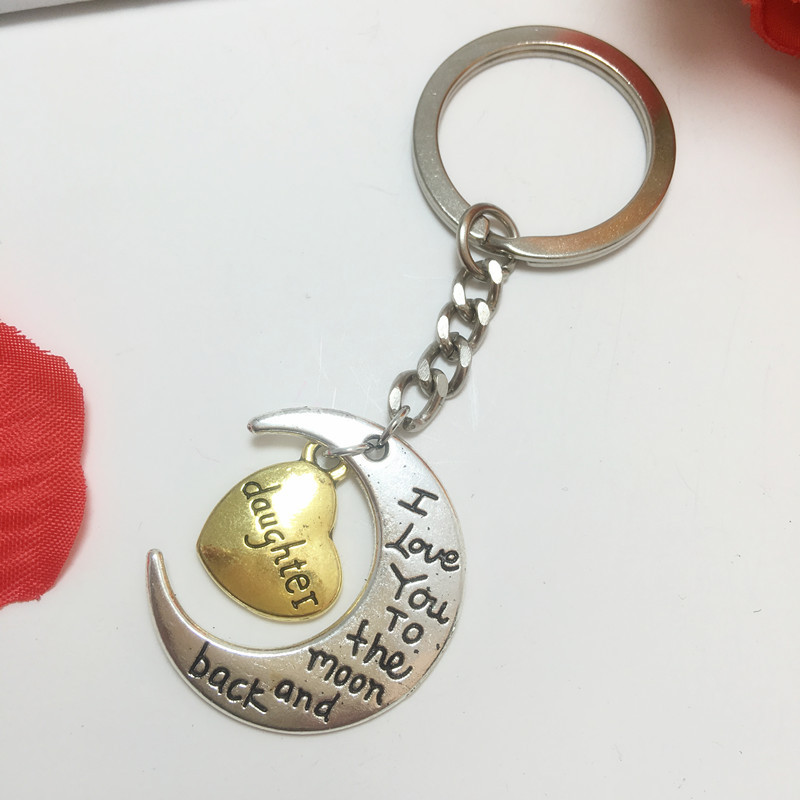 daughter
I
Love
You
To
the
moon
and
back